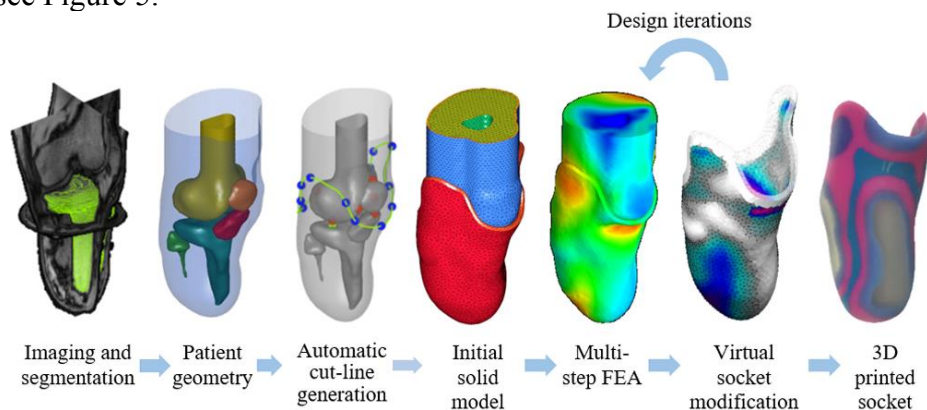 see Figure 5.
Design iterations
Imaging and
segmentation
Patient
geometry
Automatic
cut-line
generation
Initial
solid
model
Multi-
step FEA
Virtual
socket
modification
3D
printed
socket